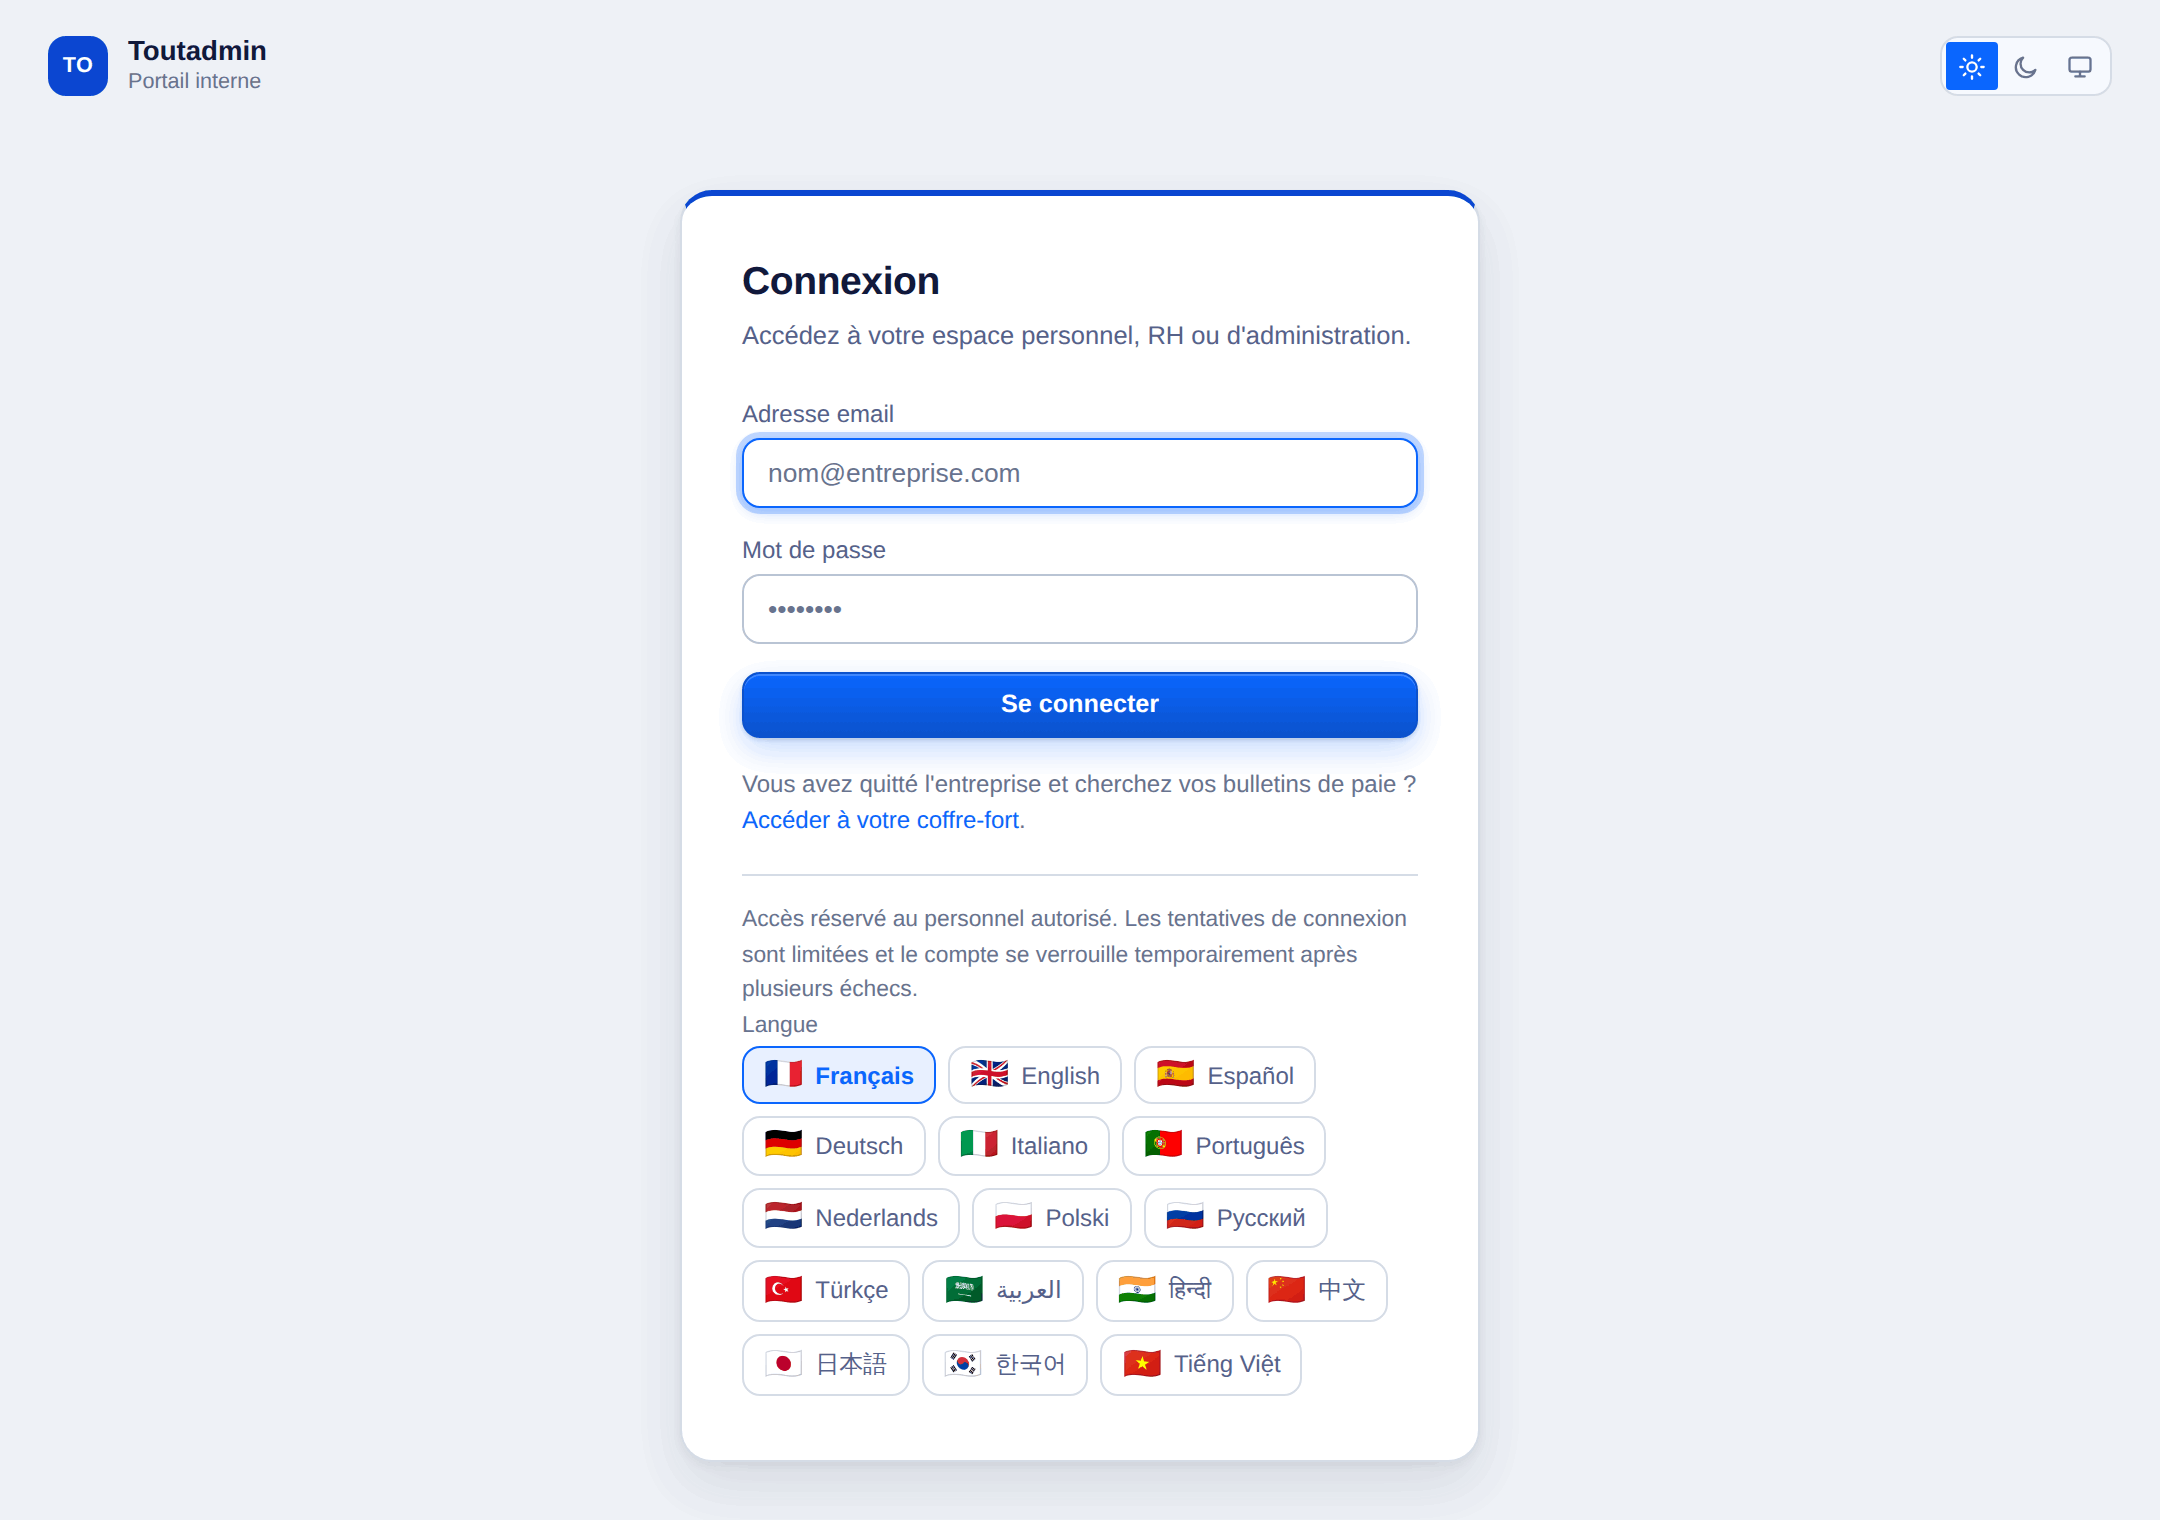 TO
Toutadmin
Portail interne
Connexion
Accédez à votre espace personnel, RH ou d'administration.
Adresse email
nom@entreprise.com
Mot de passe
••••••••
Se connecter
Vous avez quitté l'entreprise et cherchez vos bulletins de paie ?
Accéder à votre coffre-fort.
Accès réservé au personnel autorisé. Les tentatives de connexion
sont limitées et le compte se verrouille temporairement après
plusieurs échecs.
Langue
Français English Español
Deutsch Italiano Português
Nederlands Polski Русский
Türkçe العربية हिन्दी 中文
日本語 한국어 Tiếng Việt